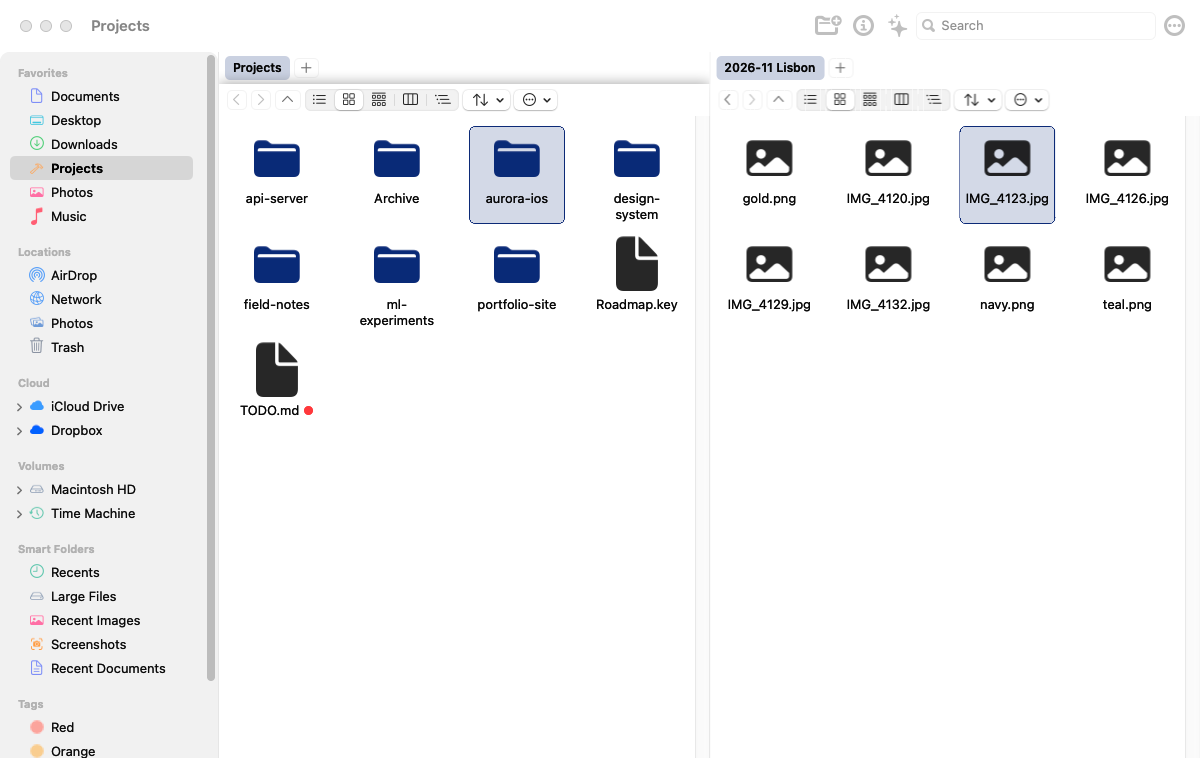 Projects
Search
Favorites
Documents
Desktop
Downloads
Projects
Photos
Music
Locations
AirDrop
Network
Photos
Trash
Cloud
iCloud Drive
Dropbox
Volumes
Macintosh HD
Time Machine
Smart Folders
Recents
Large Files
Recent Images
Screenshots
Recent Documents
Tags
Red
Orange
Projects
api-server
Archive
aurora-ios
design-
system
field-notes
ml-
experiments
portfolio-site
Roadmap.key
TODO.md
2026-11 Lisbon
gold.png
IMG_4120.jpg
IMG_4123.jpg
IMG_4126.jpg
IMG_4129.jpg
IMG_4132.jpg
navy.png
teal.png